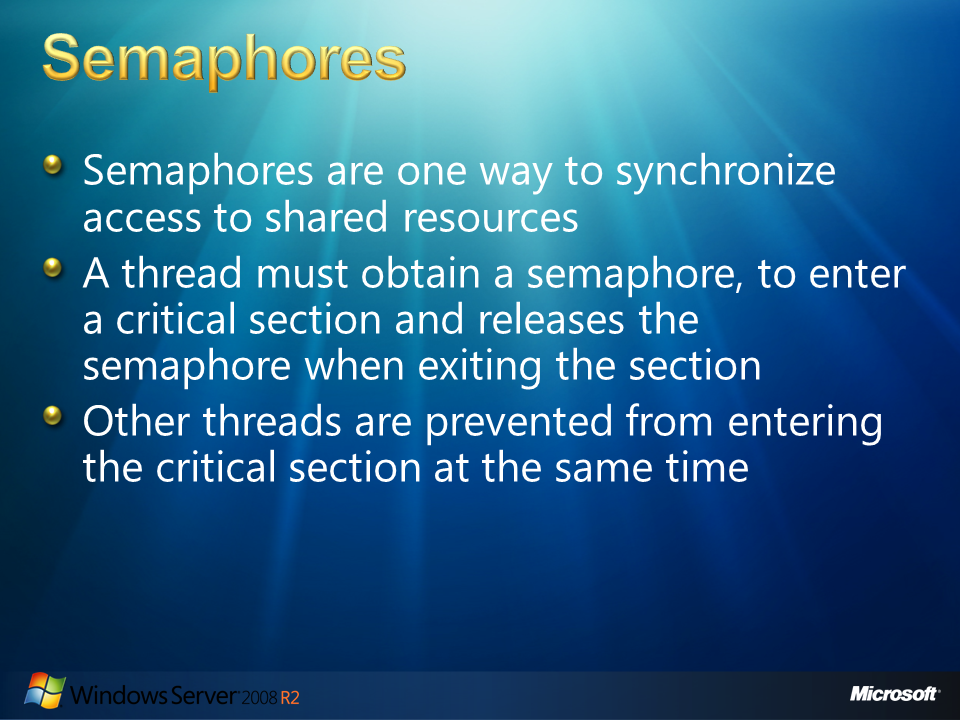 Semaphores
Semaphores are one way to synchronize
access to shared resources
A thread must obtain a semaphore, to enter
a critical section and releases the
semaphore when exiting the section
Other threads are prevented from entering
the critical section at the same time
Windows Server 2008 R2
Microsoft